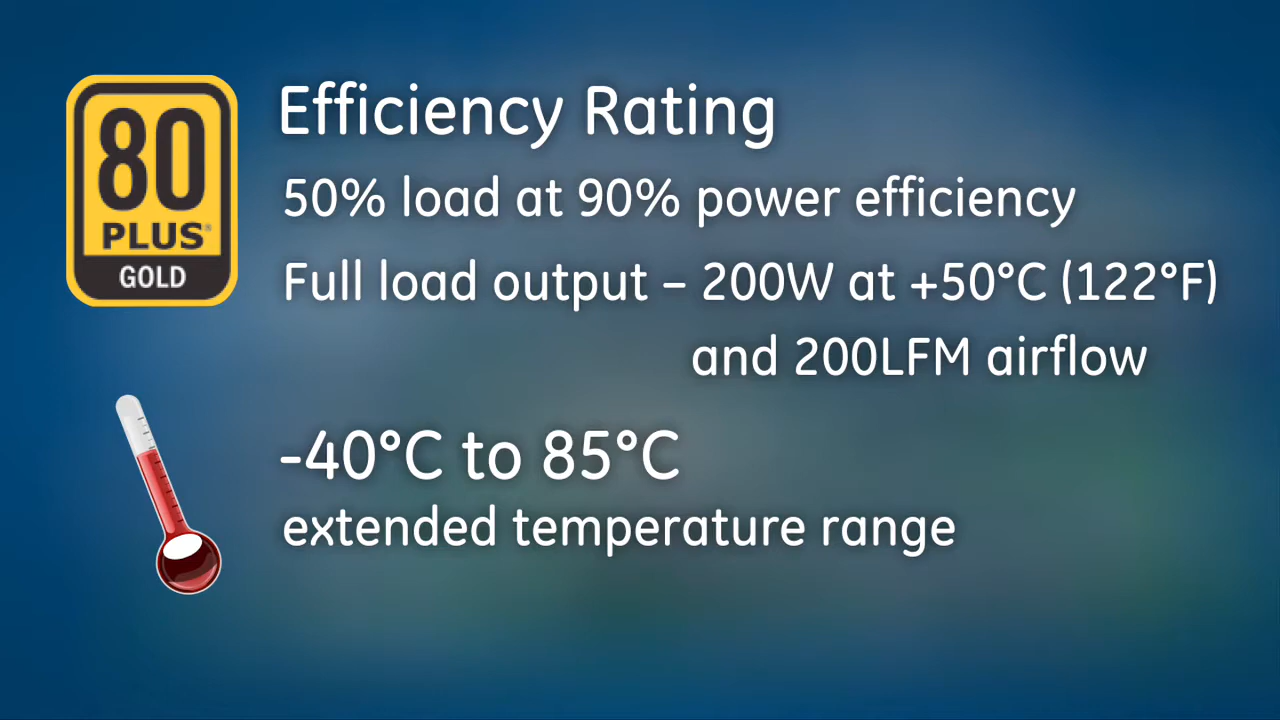 80
PLUS®
GOLD
Efficiency Rating
50% load at 90% power efficiency
Full load output – 200W at +50°C (122°F)
and 200LFM airflow
-40°C to 85°C
extended temperature range